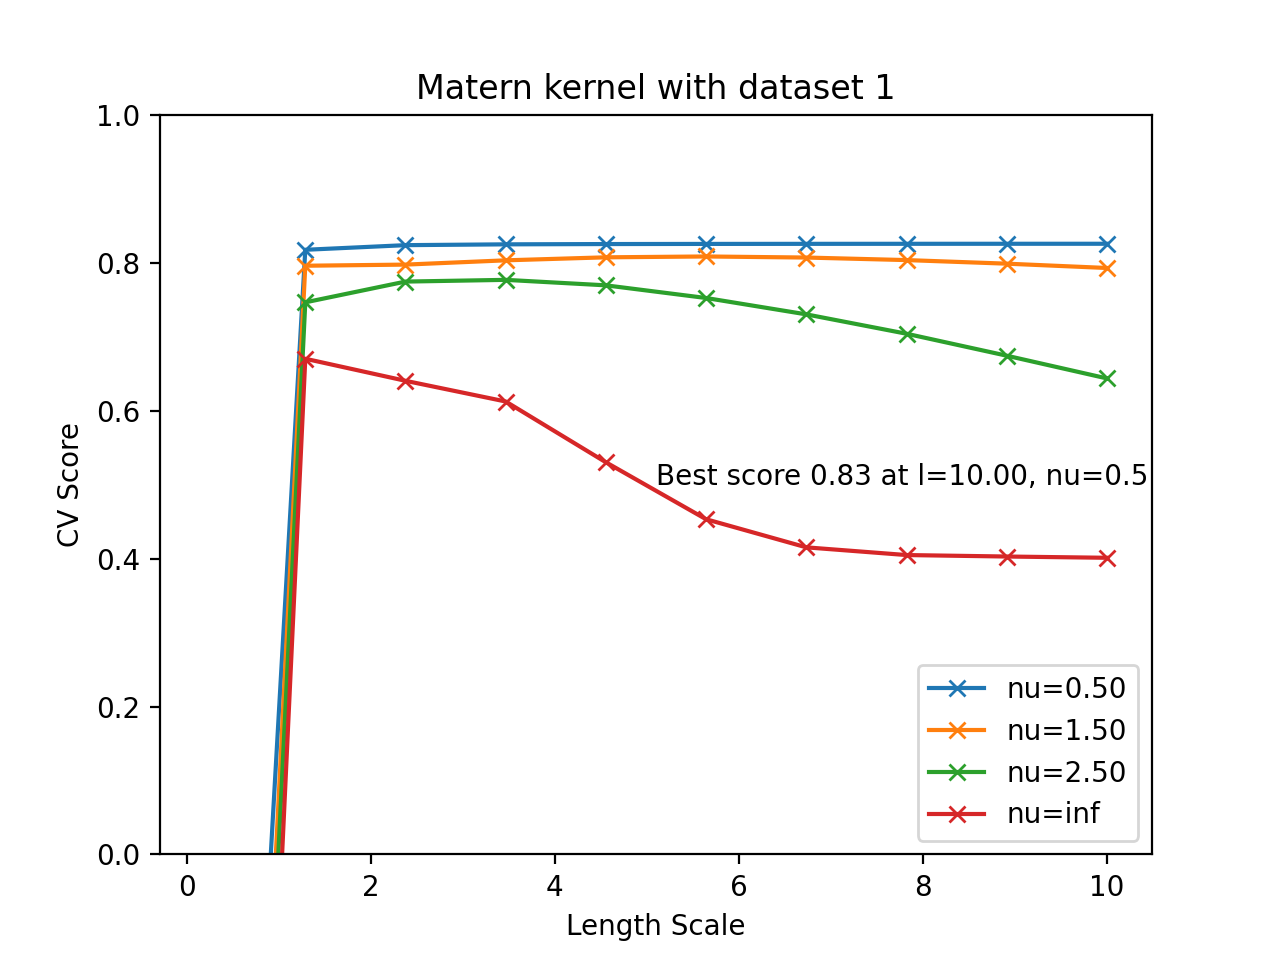 Matern kernel with dataset 1
1.0
0.8
0.6
0.4
0.2
0.0
CV Score
Best score 0.83 at l=10.00, nu=0.5
nu=0.50
nu=1.50
nu=2.50
nu=inf
0 2 4 6 8 10
Length Scale